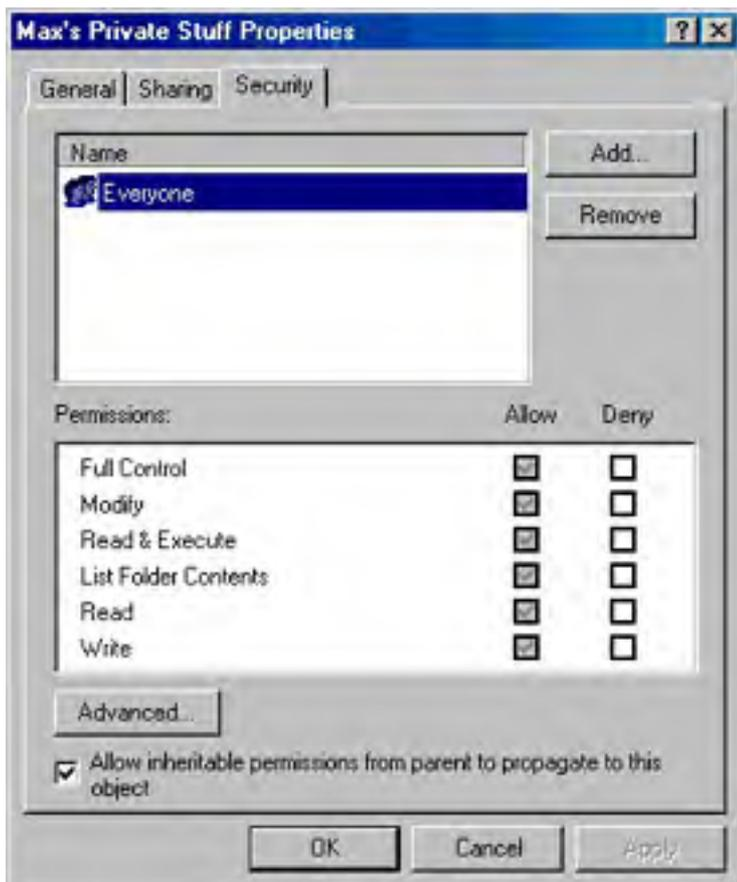 Max's Private Stuff Properties
General Sharing Security
Name
Add...
Everyone
Remove
Permissions: Allow Deny
Full Control
Modify
Read & Execute
List Folder Contents
Read
Write
Advanced...
Allow inheritable permissions from parent to propagate to this
object
OK Cancel Apply